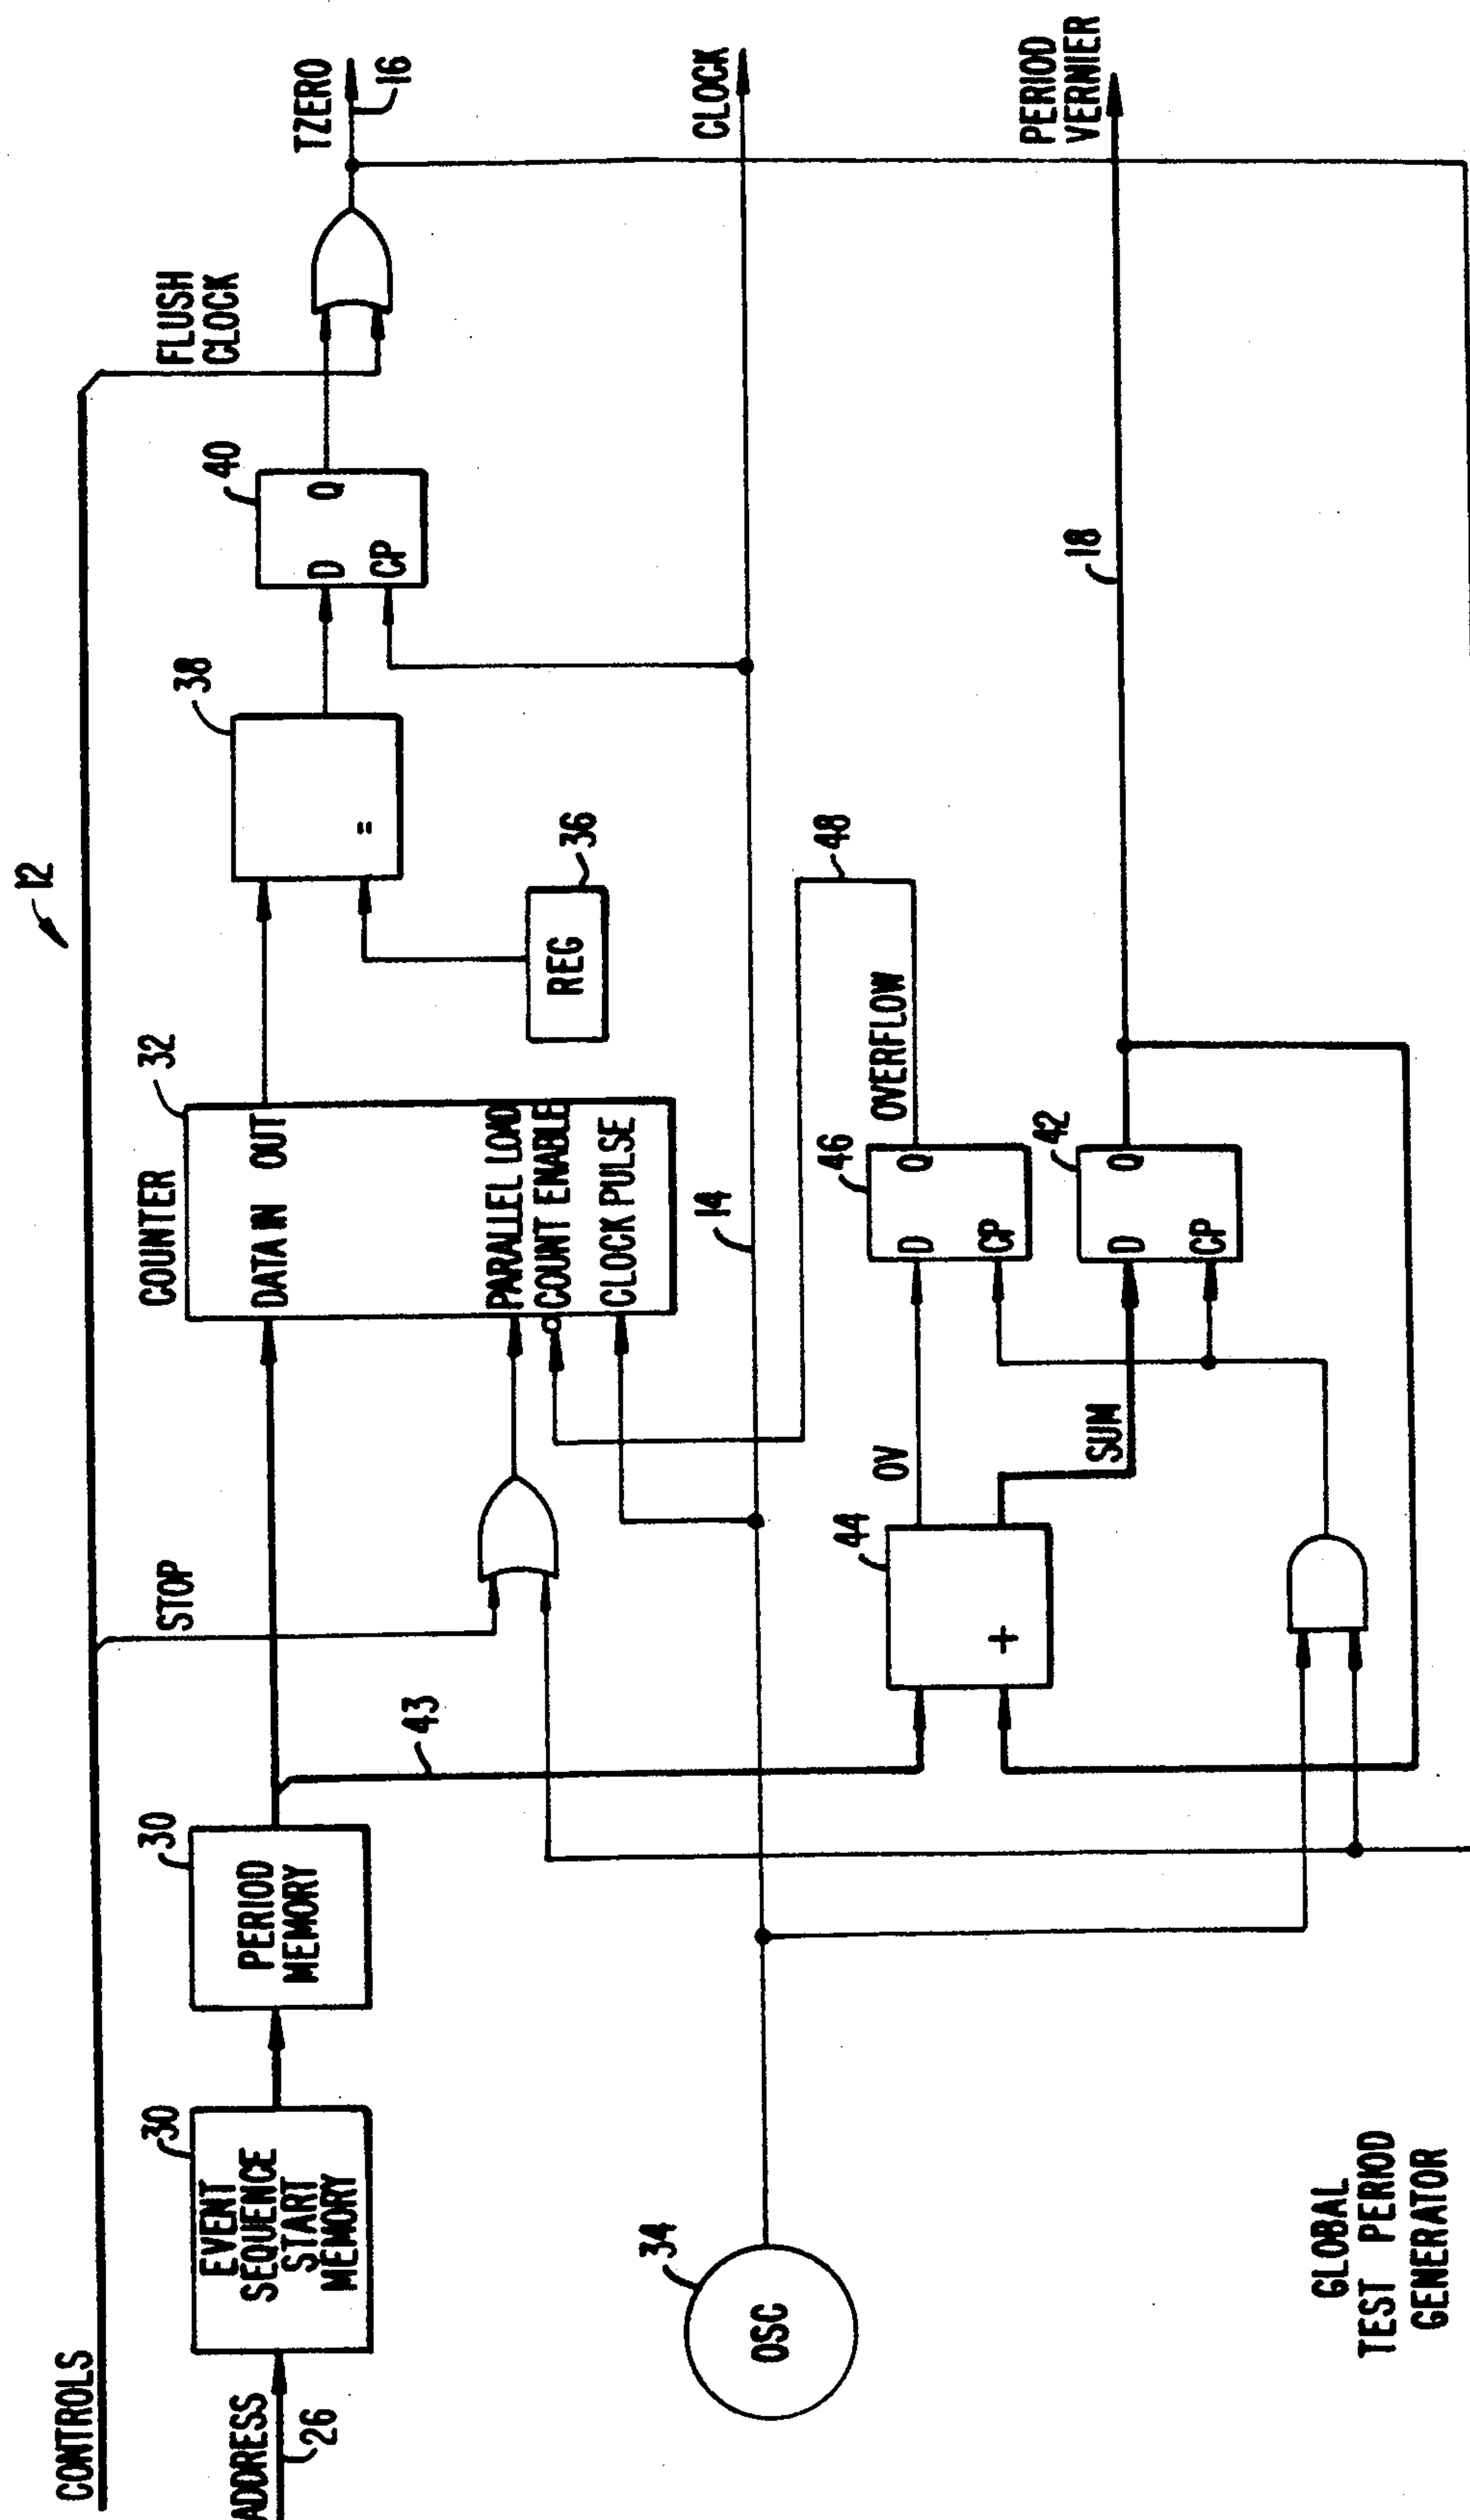 CONTROLS
12
ADDRESS
26
30
EVENT
SEQUENCE
START
MEMORY
30
PERIOD
MEMORY
43
STOP
COUNTER
32
DATA IN OUT
PARALLEL LOAD
COUNT ENABLE
CLOCK PULSE
REG
36
=
38
D Q
CP
40
FLUSH
CLOCK
TZERO
16
34
OSC
14
CLOCK
44
+
OV
SUM
46
D Q
CP
OVERFLOW
48
42
D Q
CP
18
PERIOD
VERNIER
GLOBAL
TEST PERIOD
GENERATOR